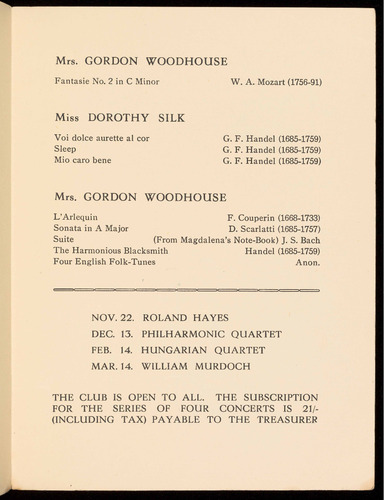 Mrs. GORDON WOODHOUSE
Fantasie No. 2 in C Minor W. A. Mozart (1756-91)
Miss DOROTHY SILK
Voi dolce aurette al cor G. F. Handel (1685-1759)
Sleep G. F. Handel (1685-1759)
Mio caro bene G. F. Handel (1685-1759)
Mrs. GORDON WOODHOUSE
L'Arlequin F. Couperin (1668-1733)
Sonata in A Major D. Scarlatti (1685-1757)
Suite (From Magdalena's Note-Book) J. S. Bach
The Harmonious Blacksmith Handel (1685-1759)
Four English Folk-Tunes Anon.
NOV. 22. ROLAND HAYES
DEC. 13. PHILHARMONIC QUARTET
FEB. 14. HUNGARIAN QUARTET
MAR. 14. WILLIAM MURDOCH
THE CLUB IS OPEN TO ALL. THE SUBSCRIPTION
FOR THE SERIES OF FOUR CONCERTS IS 21/-
(INCLUDING TAX) PAYABLE TO THE TREASURER